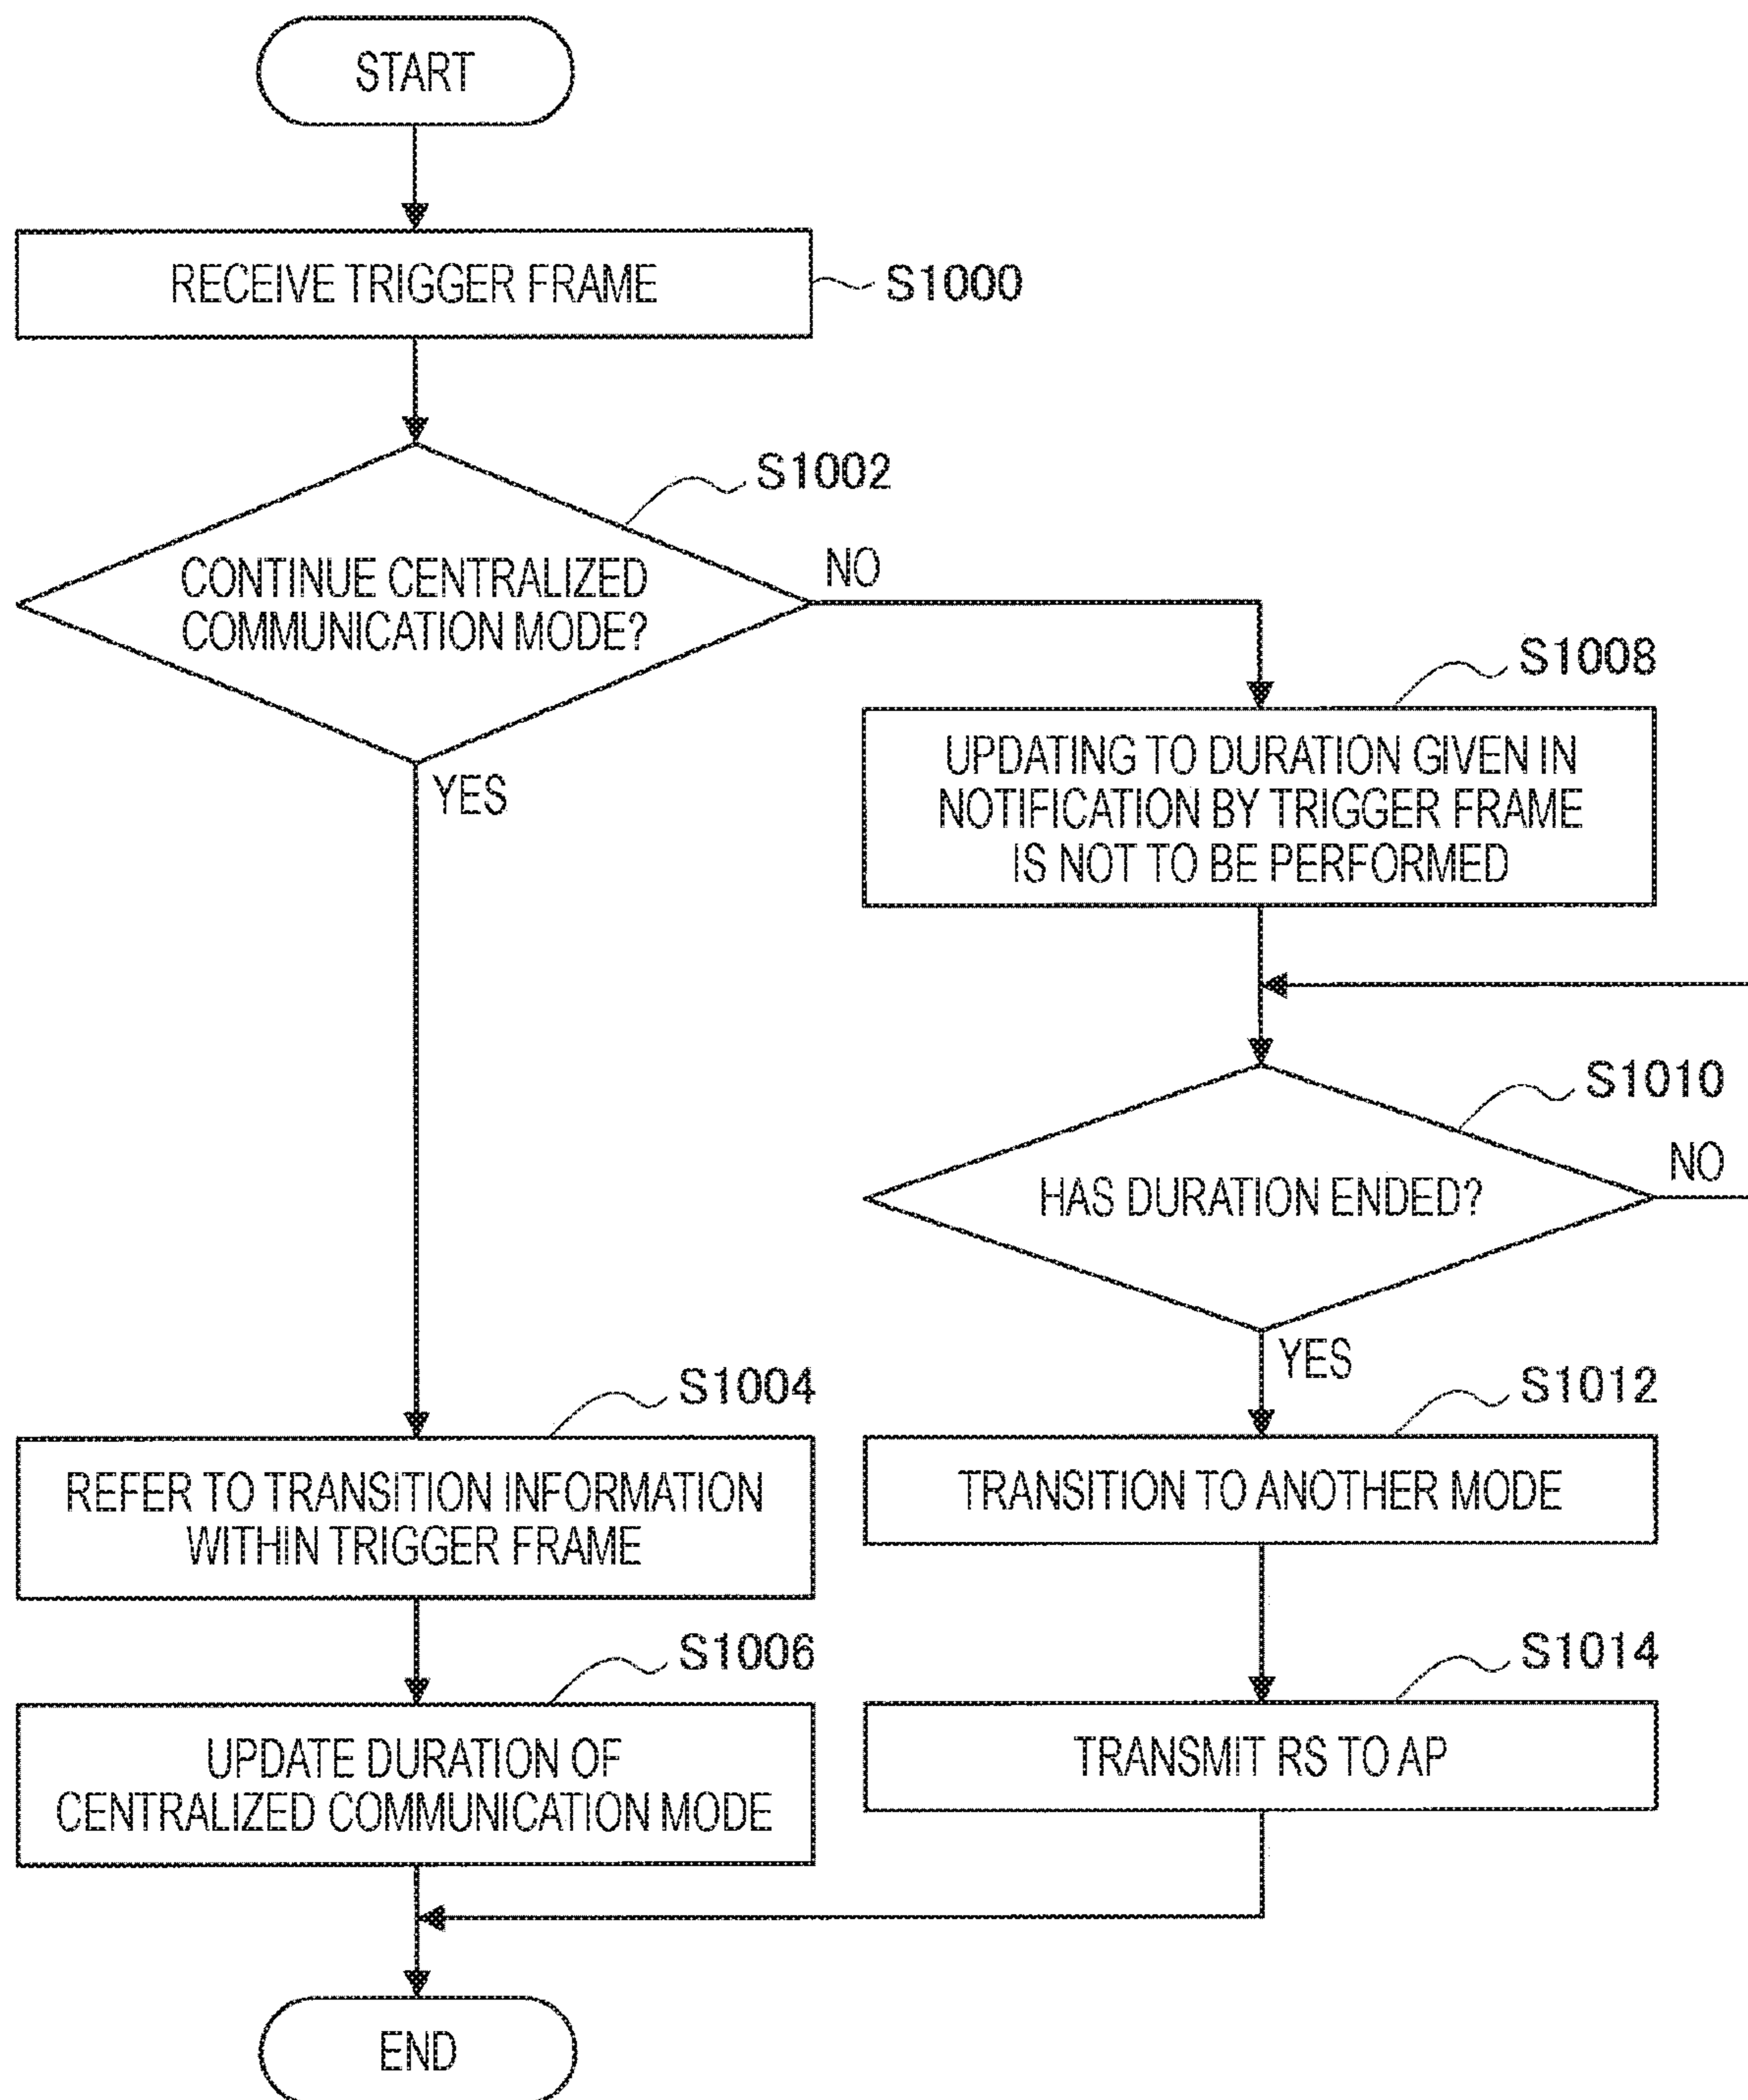 START
RECEIVE TRIGGER FRAME
S1000
S1002
CONTINUE CENTRALIZED
COMMUNICATION MODE?
NO
YES
S1008
UPDATING TO DURATION GIVEN IN
NOTIFICATION BY TRIGGER FRAME
IS NOT TO BE PERFORMED
S1010
HAS DURATION ENDED?
NO
YES
S1004
REFER TO TRANSITION INFORMATION
WITHIN TRIGGER FRAME
S1012
TRANSITION TO ANOTHER MODE
S1006
UPDATE DURATION OF
CENTRALIZED COMMUNICATION MODE
S1014
TRANSMIT RS TO AP
END